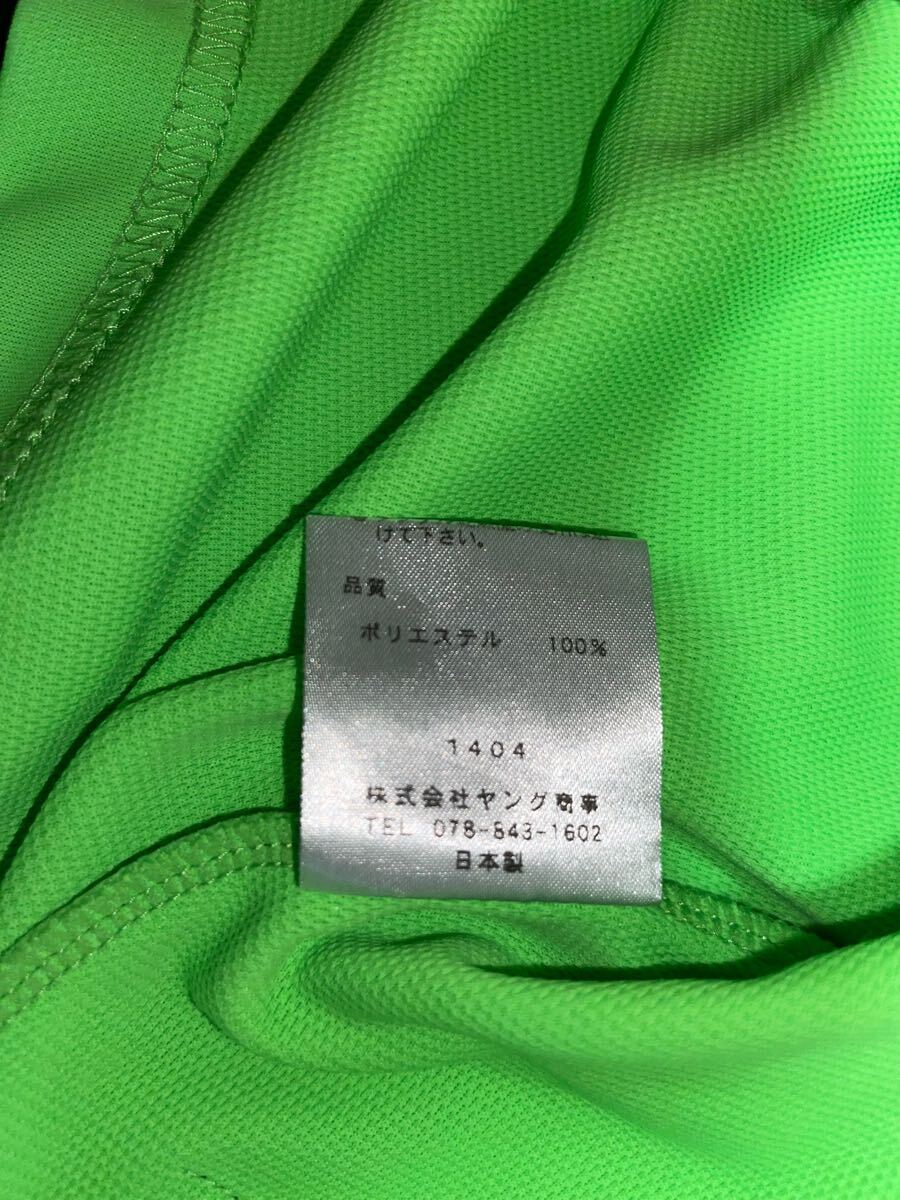 けて下さい。
品質
ポリエステル 100%
1404
株式会社ヤング商事
TEL 078-843-1602
日本製